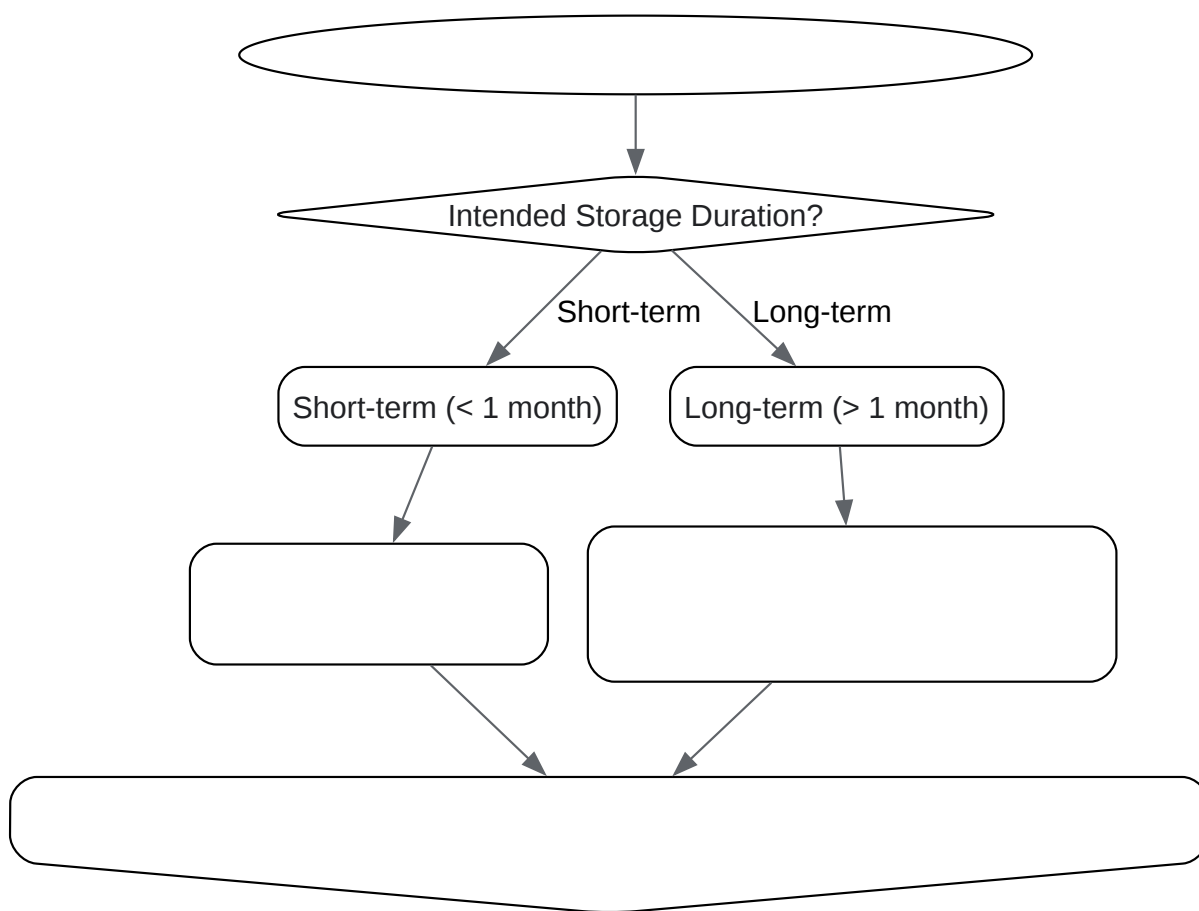 Intended Storage Duration?
Short-term
Long-term
Short-term (< 1 month)
Long-term (> 1 month)